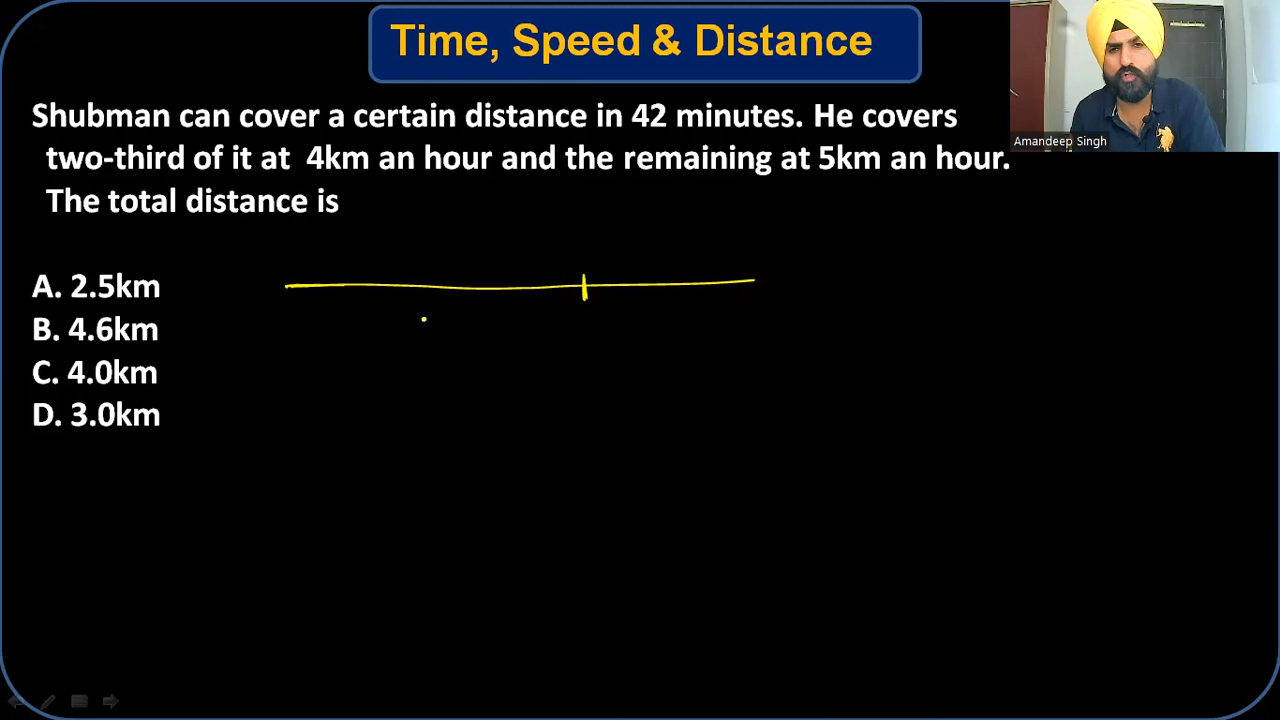 Time, Speed & Distance
Amandeep Singh
Shubman can cover a certain distance in 42 minutes. He covers
two-third of it at 4km an hour and the remaining at 5km an hour.
The total distance is
A. 2.5km
B. 4.6km
C. 4.0km
D. 3.0km